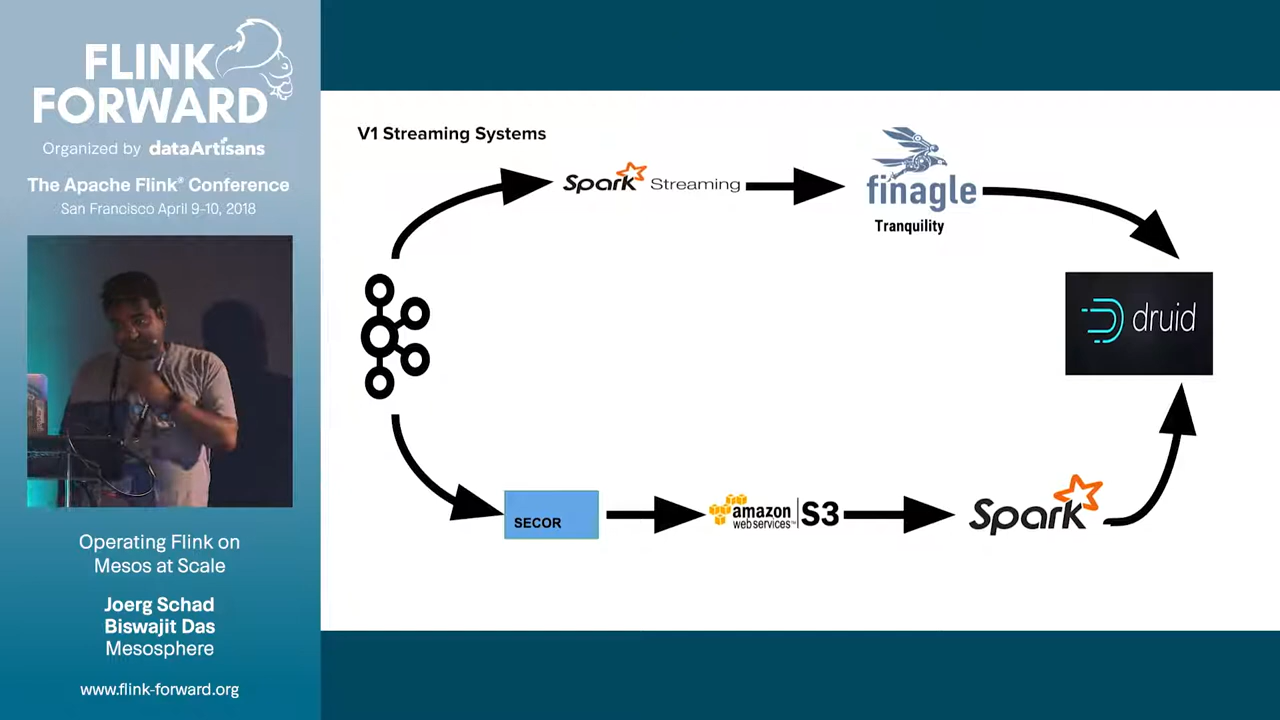 FLINK
FORWARD
Organized by dataArtisans
The Apache Flink® Conference
San Francisco April 9-10, 2018
Operating Flink on
Mesos at Scale
Joerg Schad
Biswajit Das
Mesosphere
www.flink-forward.org
V1 Streaming Systems
Spark Streaming
finagle
Tranquility
druid
SECOR
amazon
web services™
S3
Spark